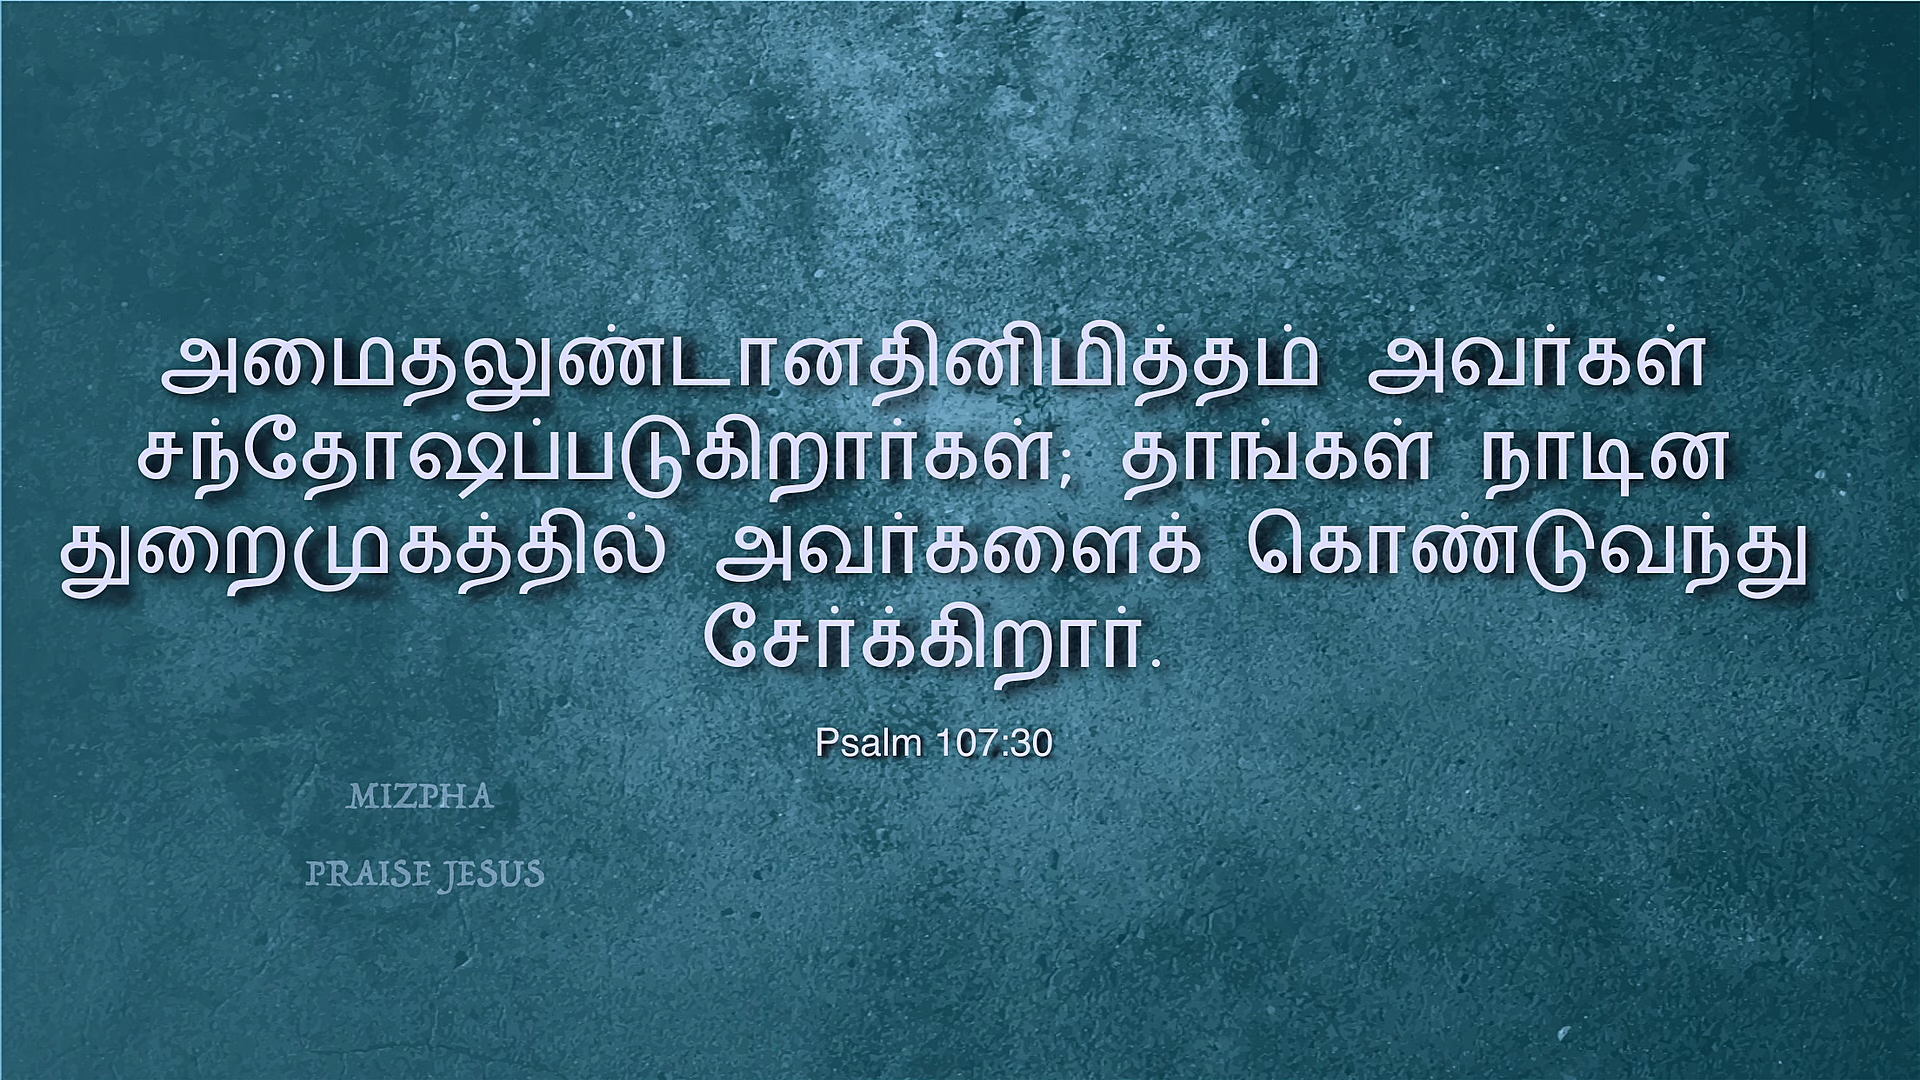 அமைதலுண்டானதினிமித்தம் அவர்கள்
சந்தோஷப்படுகிறார்கள்; தாங்கள் நாடின
துறைமுகத்தில் அவர்களைக் கொண்டுவந்து
சேர்க்கிறார்.
Psalm 107:30
MIZPHA
PRAISE JESUS